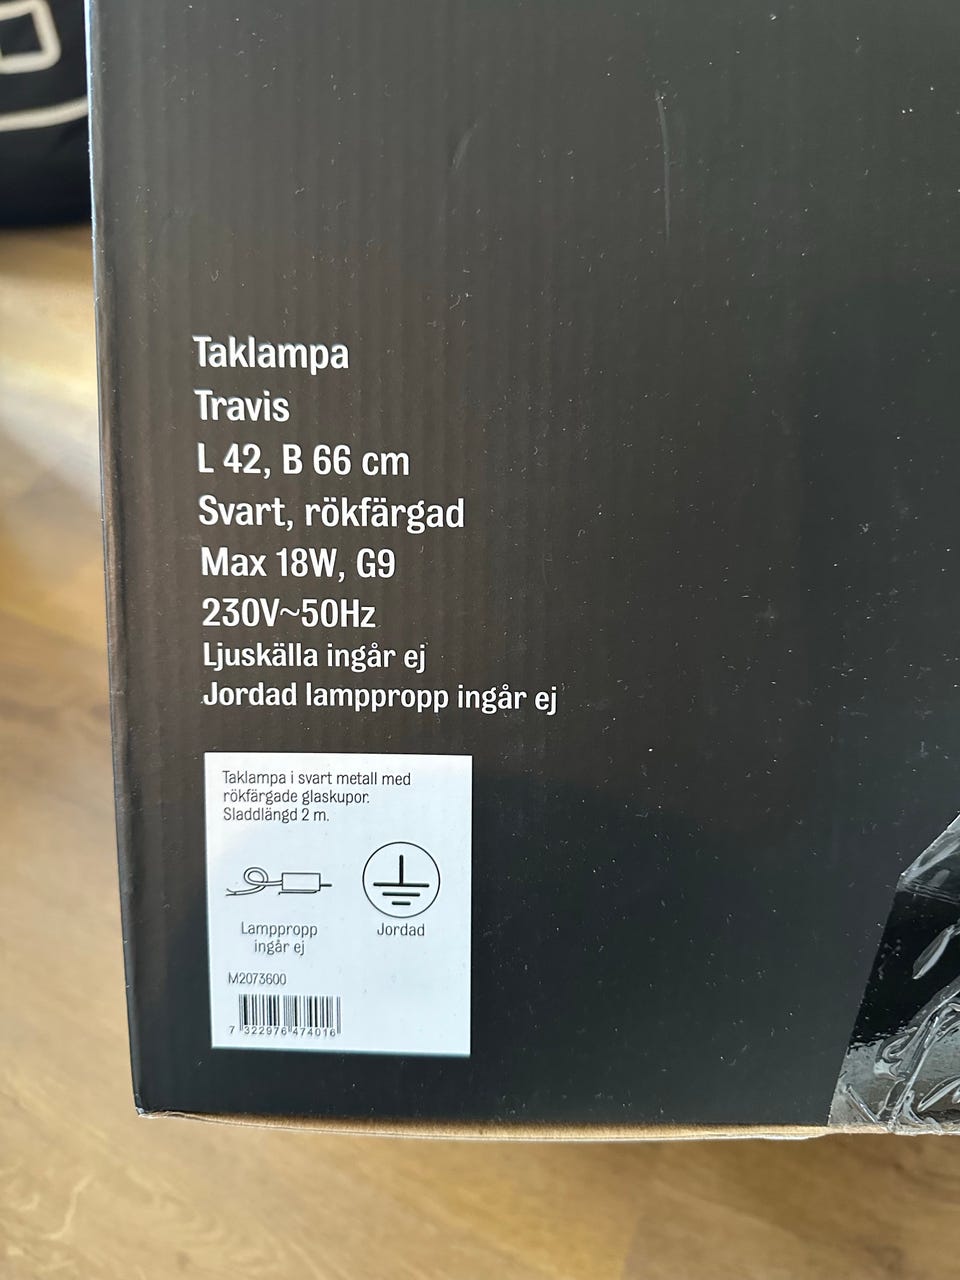 Taklampa
Travis
L 42, B 66 cm
Svart, rökfärgad
Max 18W, G9
230V~50Hz
Ljuskälla ingår ej
Jordad lamppropp ingår ej
Taklampa i svart metall med
rökfärgade glaskupor.
Sladdlängd 2 m.
Lamppropp
ingår ej
Jordad
M2073600
7 322976 474016